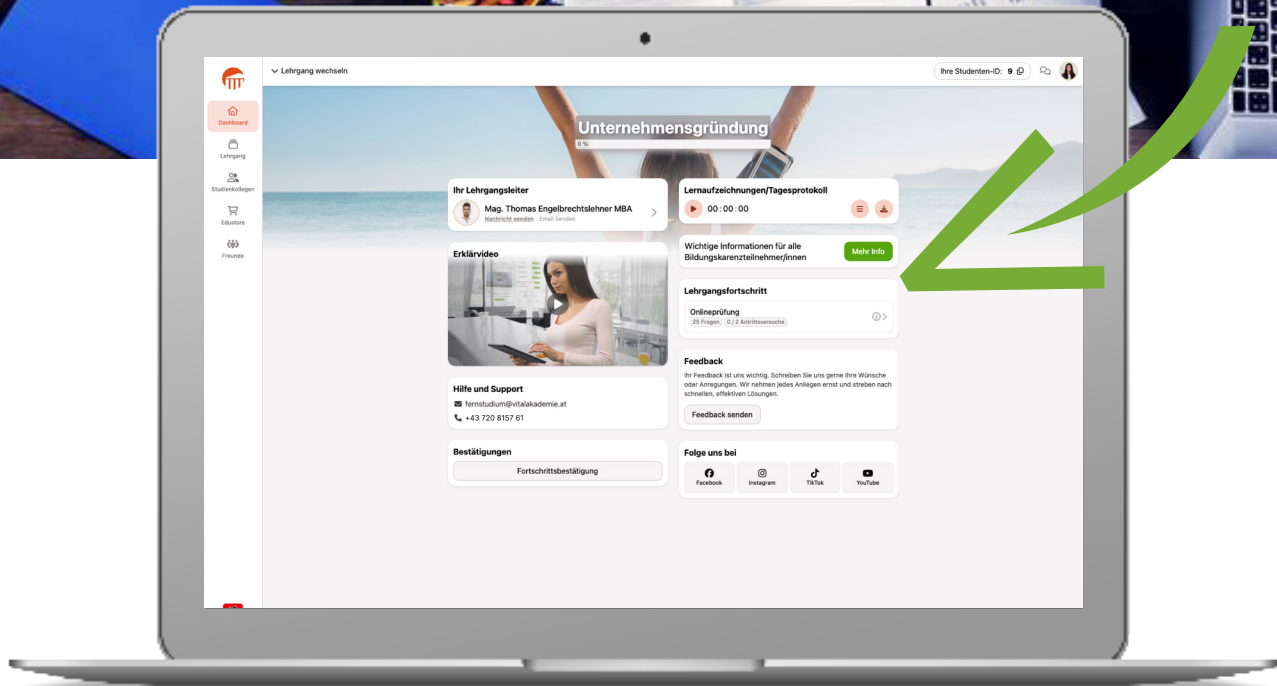 Lehrgang wechseln
Ihre Studenten-ID: 9
Dashboard
Lehrgang
Studienkollegen
Edustore
Freunde
Unternehmensgründung
0 %
Ihr Lehrgangsleiter
Mag. Thomas Engelbrechtslehner MBA
Nachricht senden Email Senden
Erklärvideo
Hilfe und Support
fernstudium@vitalakademie.at
+43 720 8157 61
Bestätigungen
Fortschrittsbestätigung
Lernaufzeichnungen/Tagesprotokoll
00:00:00
Wichtige Informationen für alle
Bildungskarenzteilnehmer/innen
Mehr Info
Lehrgangsfortschritt
Onlineprüfung
25 Fragen 0 / 2 Antrittsversuche
Feedback
Ihr Feedback ist uns wichtig. Schreiben Sie uns gerne Ihre Wünsche
oder Anregungen. Wir nehmen jedes Anliegen ernst und streben nach
schnellen, effektiven Lösungen.
Feedback senden
Folge uns bei
Facebook
Instagram
TikTok
YouTube